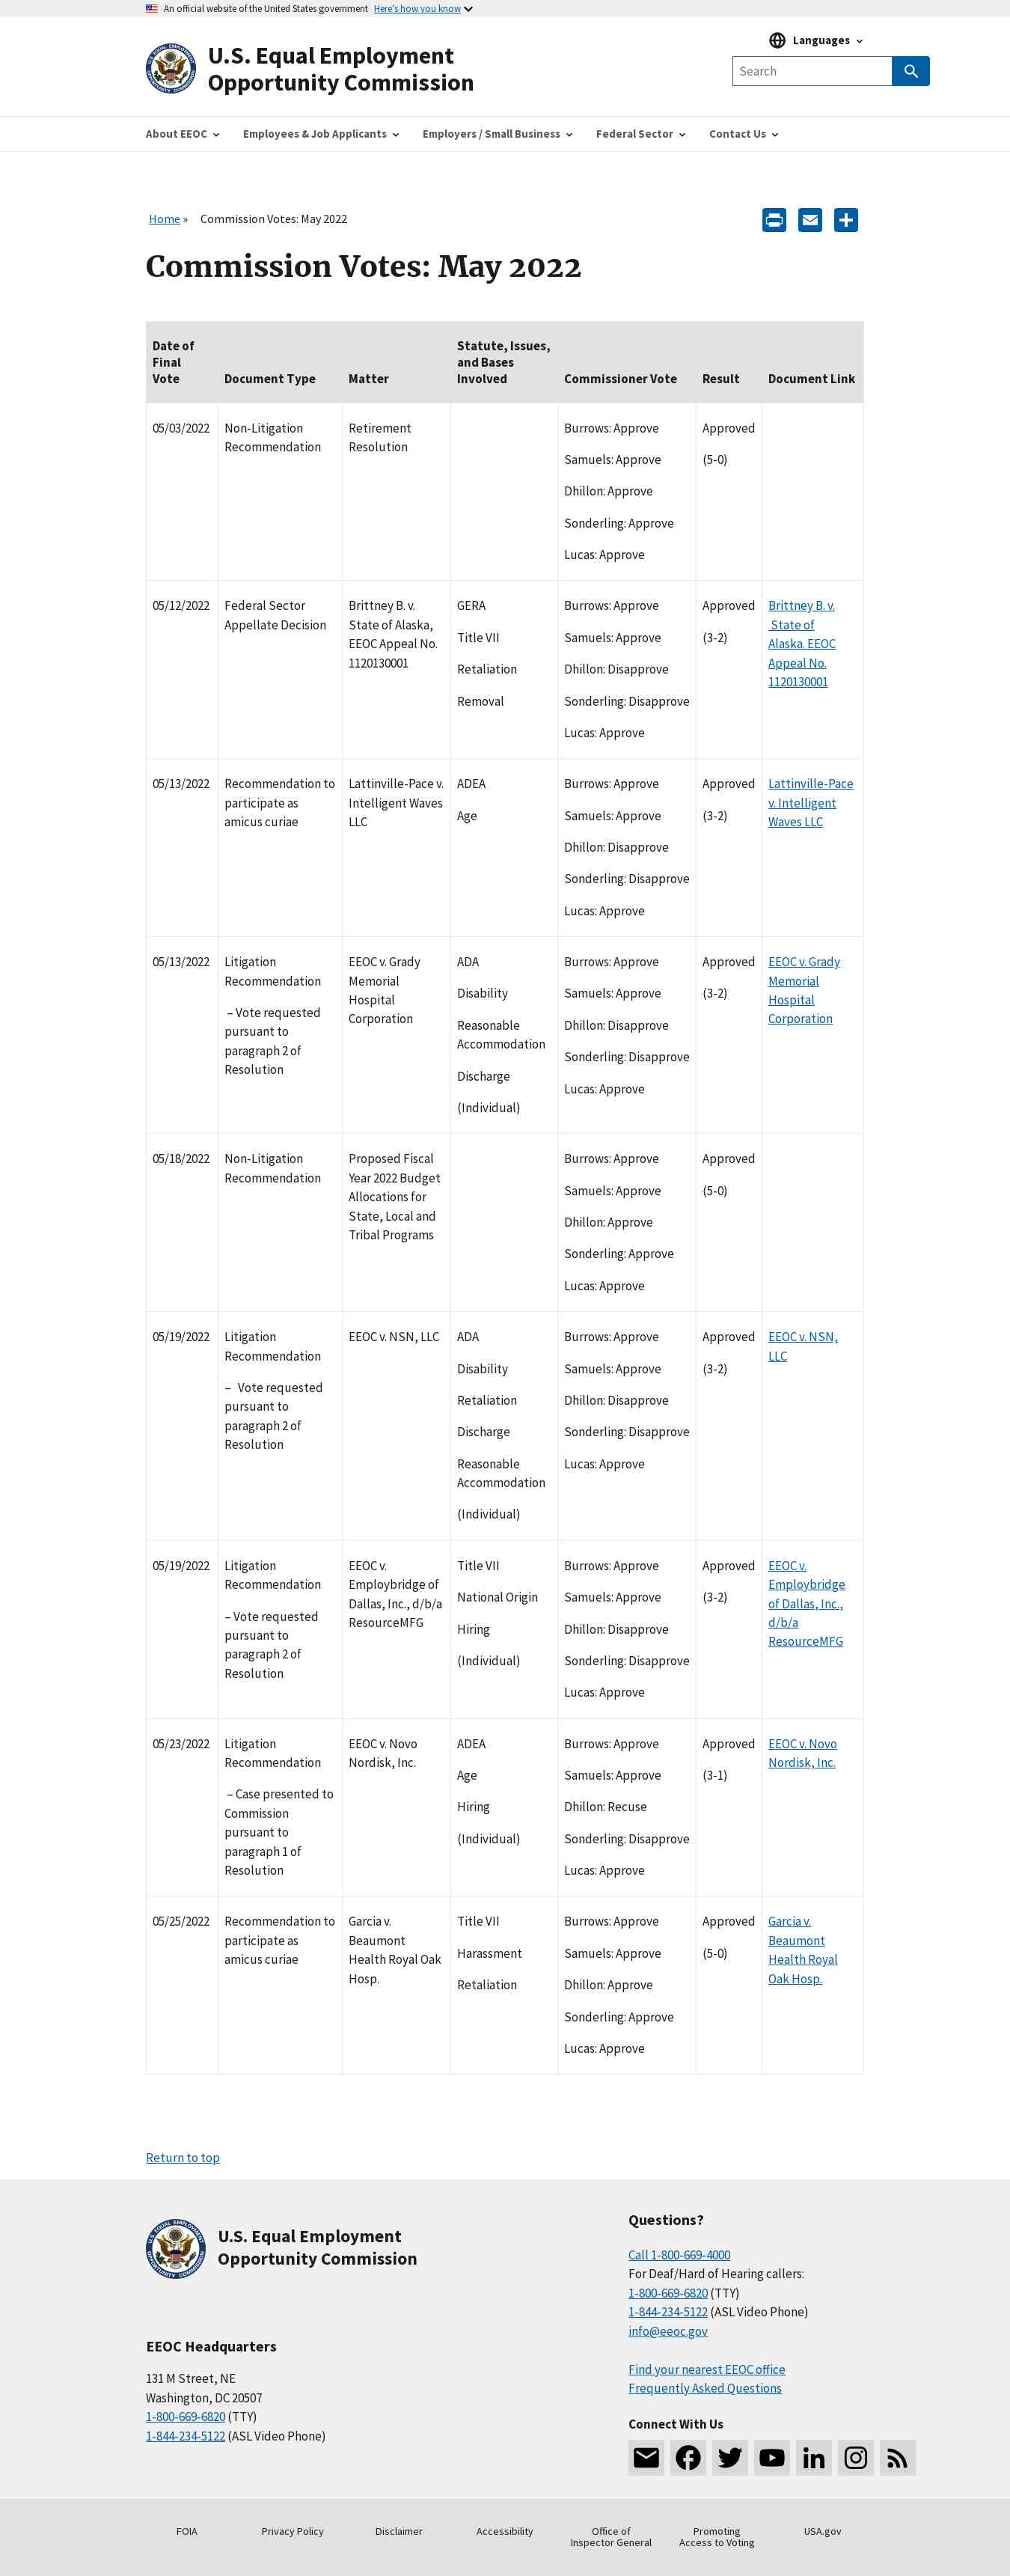 An official website of the United States government Here's how you know
Languages
U.S. Equal Employment
Opportunity Commission
Search
About EEOC
Employees & Job Applicants
Employers / Small Business
Federal Sector
Contact Us
Home »
Commission Votes: May 2022
Commission Votes: May 2022
Date of
Final
Vote
Document Type
Matter
Statute, Issues,
and Bases
Involved
Commissioner Vote
Result
Document Link
05/03/2022
Non-Litigation
Recommendation
Retirement
Resolution
Burrows: Approve
Samuels: Approve
Dhillon: Approve
Sonderling: Approve
Lucas: Approve
Approved
(5-0)
05/12/2022
Federal Sector
Appellate Decision
Brittney B. v.
State of Alaska,
EEOC Appeal No.
1120130001
GERA
Title VII
Retaliation
Removal
Burrows: Approve
Samuels: Approve
Dhillon: Disapprove
Sonderling: Disapprove
Lucas: Approve
Approved
(3-2)
Brittney B. v.
State of
Alaska. EEOC
Appeal No.
1120130001
05/13/2022
Recommendation to
participate as
amicus curiae
Lattinville-Pace v.
Intelligent Waves
LLC
ADEA
Age
Burrows: Approve
Samuels: Approve
Dhillon: Disapprove
Sonderling: Disapprove
Lucas: Approve
Approved
(3-2)
Lattinville-Pace
v. Intelligent
Waves LLC
05/13/2022
Litigation
Recommendation
– Vote requested
pursuant to
paragraph 2 of
Resolution
EEOC v. Grady
Memorial
Hospital
Corporation
ADA
Disability
Reasonable
Accommodation
Discharge
(Individual)
Burrows: Approve
Samuels: Approve
Dhillon: Disapprove
Sonderling: Disapprove
Lucas: Approve
Approved
(3-2)
EEOC v. Grady
Memorial
Hospital
Corporation
05/18/2022
Non-Litigation
Recommendation
Proposed Fiscal
Year 2022 Budget
Allocations for
State, Local and
Tribal Programs
Burrows: Approve
Samuels: Approve
Dhillon: Approve
Sonderling: Approve
Lucas: Approve
Approved
(5-0)
05/19/2022
Litigation
Recommendation
– Vote requested
pursuant to
paragraph 2 of
Resolution
EEOC v. NSN, LLC
ADA
Disability
Retaliation
Discharge
Reasonable
Accommodation
(Individual)
Burrows: Approve
Samuels: Approve
Dhillon: Disapprove
Sonderling: Disapprove
Lucas: Approve
Approved
(3-2)
EEOC v. NSN,
LLC
05/19/2022
Litigation
Recommendation
– Vote requested
pursuant to
paragraph 2 of
Resolution
EEOC v.
Employbridge of
Dallas, Inc., d/b/a
ResourceMFG
Title VII
National Origin
Hiring
(Individual)
Burrows: Approve
Samuels: Approve
Dhillon: Disapprove
Sonderling: Disapprove
Lucas: Approve
Approved
(3-2)
EEOC v.
Employbridge
of Dallas, Inc.,
d/b/a
ResourceMFG
05/23/2022
Litigation
Recommendation
– Case presented to
Commission
pursuant to
paragraph 1 of
Resolution
EEOC v. Novo
Nordisk, Inc.
ADEA
Age
Hiring
(Individual)
Burrows: Approve
Samuels: Approve
Dhillon: Recuse
Sonderling: Disapprove
Lucas: Approve
Approved
(3-1)
EEOC v. Novo
Nordisk, Inc.
05/25/2022
Recommendation to
participate as
amicus curiae
Garcia v.
Beaumont
Health Royal Oak
Hosp.
Title VII
Harassment
Retaliation
Burrows: Approve
Samuels: Approve
Dhillon: Approve
Sonderling: Approve
Lucas: Approve
Approved
(5-0)
Garcia v.
Beaumont
Health Royal
Oak Hosp.
Return to top
U.S. Equal Employment
Opportunity Commission
EEOC Headquarters
131 M Street, NE
Washington, DC 20507
1-800-669-6820 (TTY)
1-844-234-5122 (ASL Video Phone)
Questions?
Call 1-800-669-4000
For Deaf/Hard of Hearing callers:
1-800-669-6820 (TTY)
1-844-234-5122 (ASL Video Phone)
info@eeoc.gov
Find your nearest EEOC office
Frequently Asked Questions
Connect With Us
FOIA
Privacy Policy
Disclaimer
Accessibility
Office of
Inspector General
Promoting
Access to Voting
USA.gov